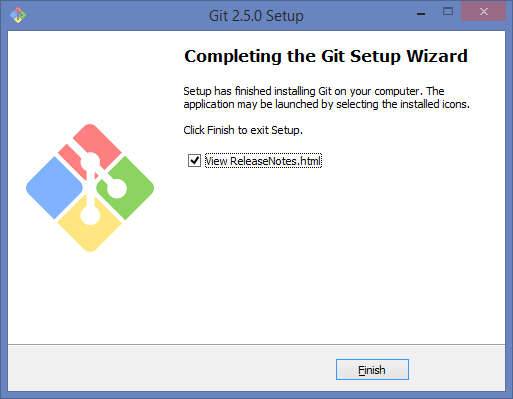 Git 2.5.0 Setup
Completing the Git Setup Wizard
Setup has finished installing Git on your computer. The
application may be launched by selecting the installed icons.
Click Finish to exit Setup.
View ReleaseNotes.html
Finish